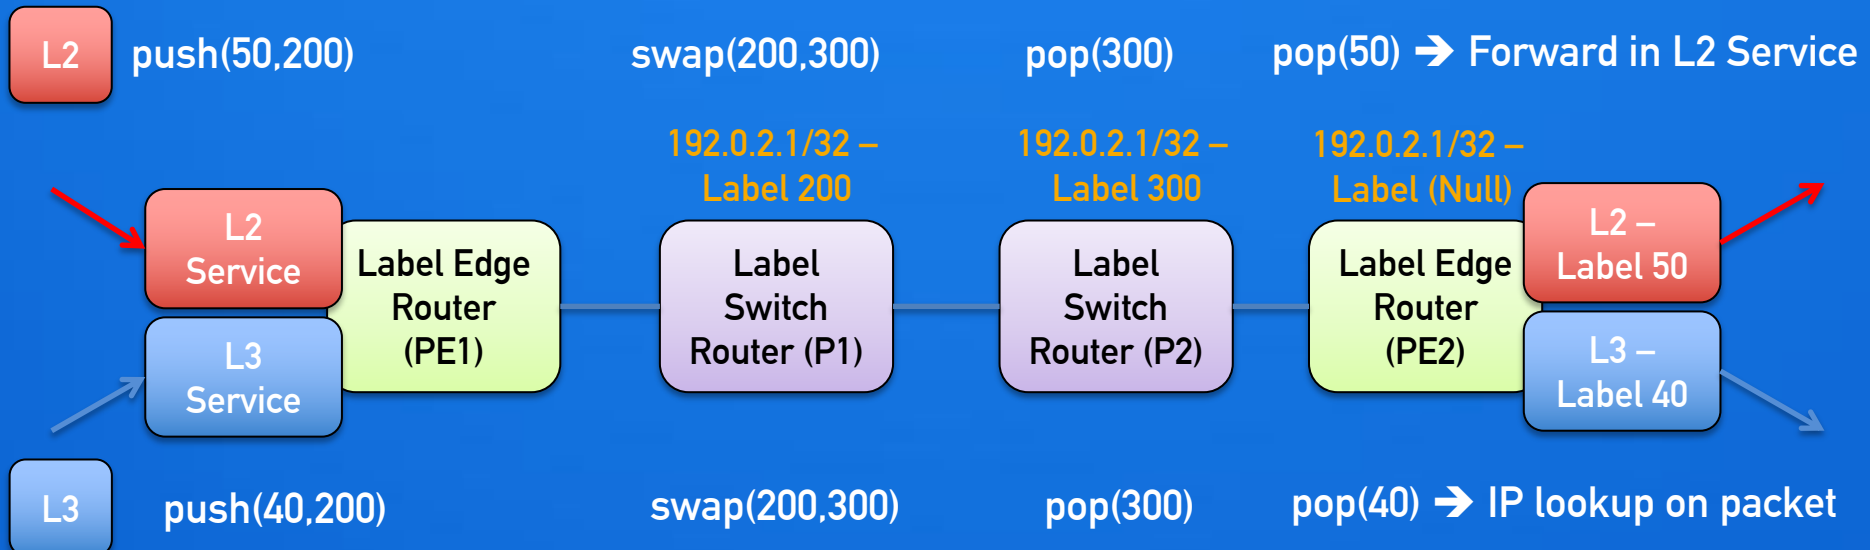 L2
push(50,200)
swap(200,300)
pop(300)
pop(50) ➔ Forward in L2 Service
192.0.2.1/32 –
Label 200
192.0.2.1/32 –
Label 300
192.0.2.1/32 –
Label (Null)
L2
Service
Label Edge
Router
(PE1)
L3
Service
Label
Switch
Router (P1)
Label
Switch
Router (P2)
Label Edge
Router
(PE2)
L2 –
Label 50
L3 –
Label 40
L3
push(40,200)
swap(200,300)
pop(300)
pop(40) ➔ IP lookup on packet